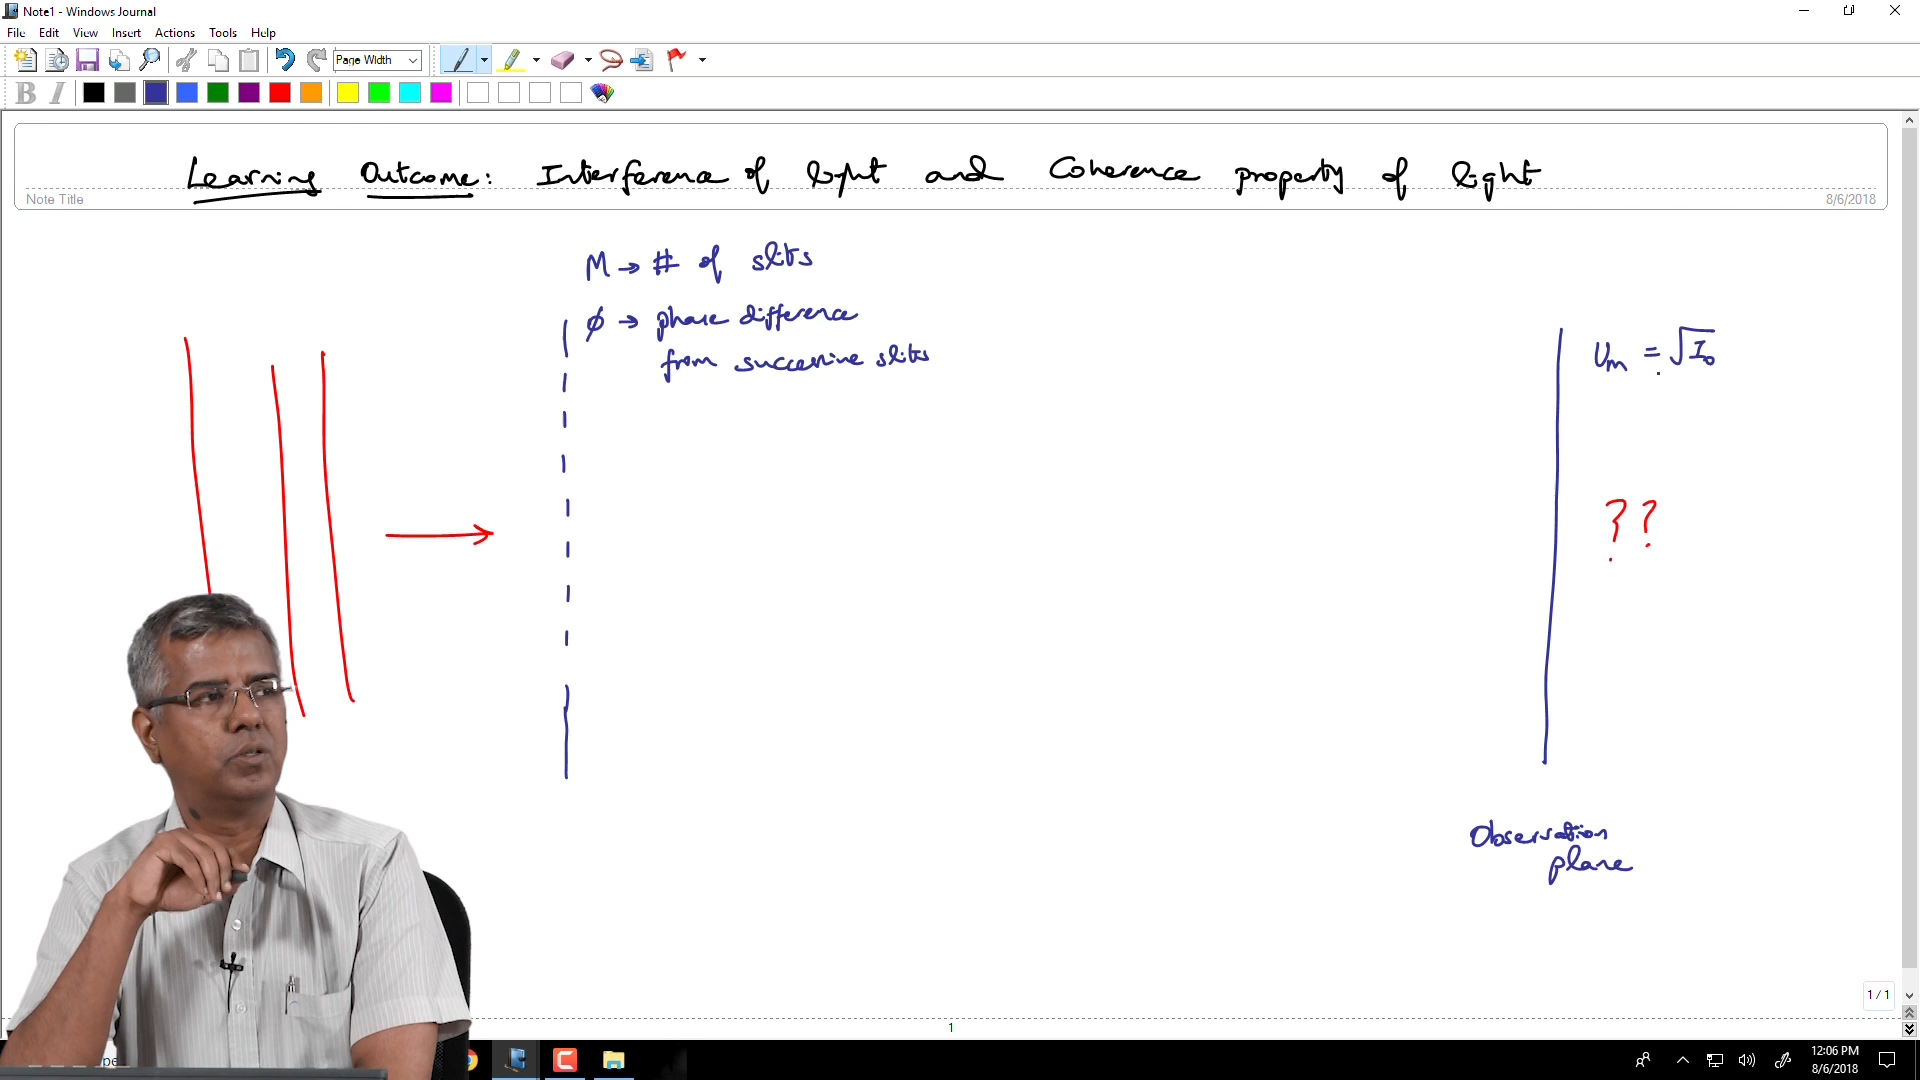 Note1 - Windows Journal
File Edit View Insert Actions Tools Help
Page Width
B I
Learning Outcome: Interference of light and Coherence property of light
Note Title
8/6/2018
M → # of slits
ϕ → phase difference
from successive slits
Um = √I₀
??
Observation
plane
1 / 1
1
12:06 PM
8/6/2018